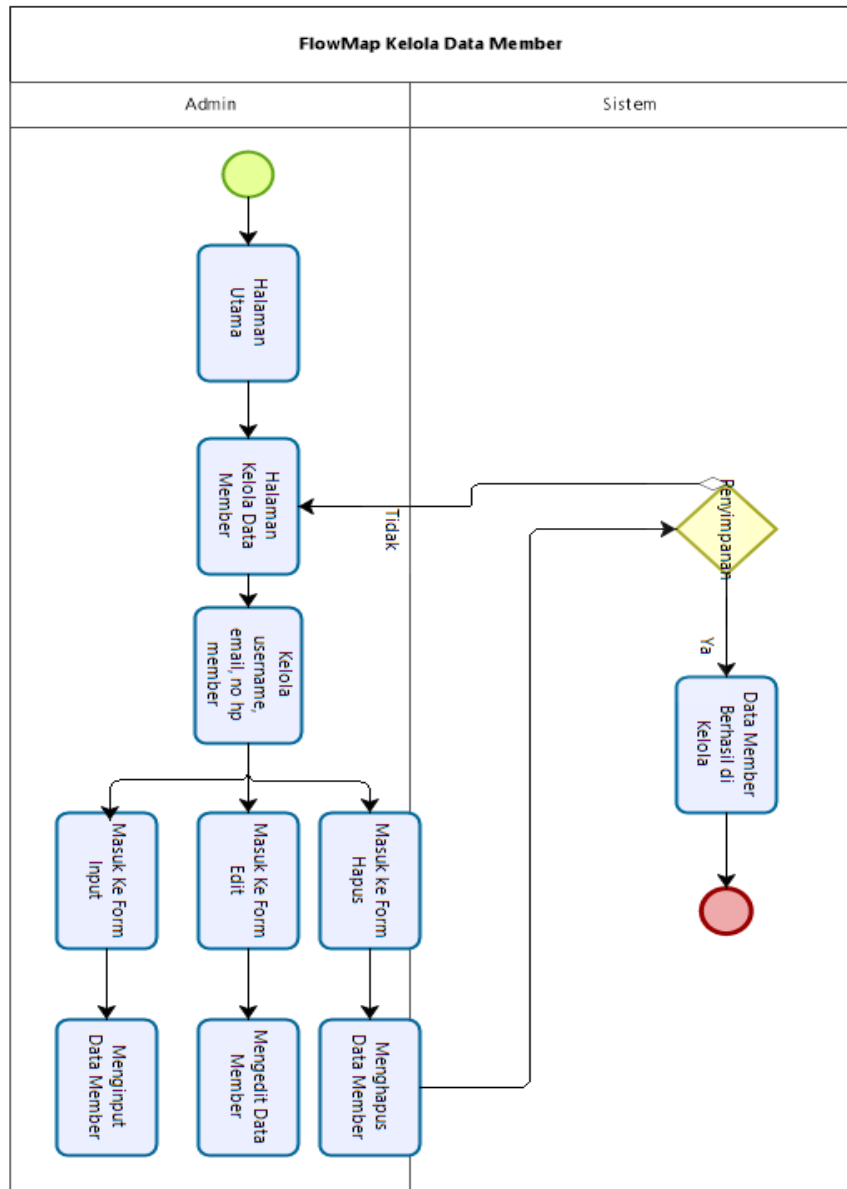 FlowMap Kelola Data Member
Admin
Sistem
Halaman
Utama
Halaman
Kelola Data
Member
Tidak
Penyimpanan
Kelola
username,
email, no hp
member
Ya
Data Member
Berhasil di
Kelola
Masuk Ke Form
Input
Masuk Ke Form
Edit
Masuk ke Form
Hapus
Menginput
Data Member
Mengedit Data
Member
Menghapus
Data Member